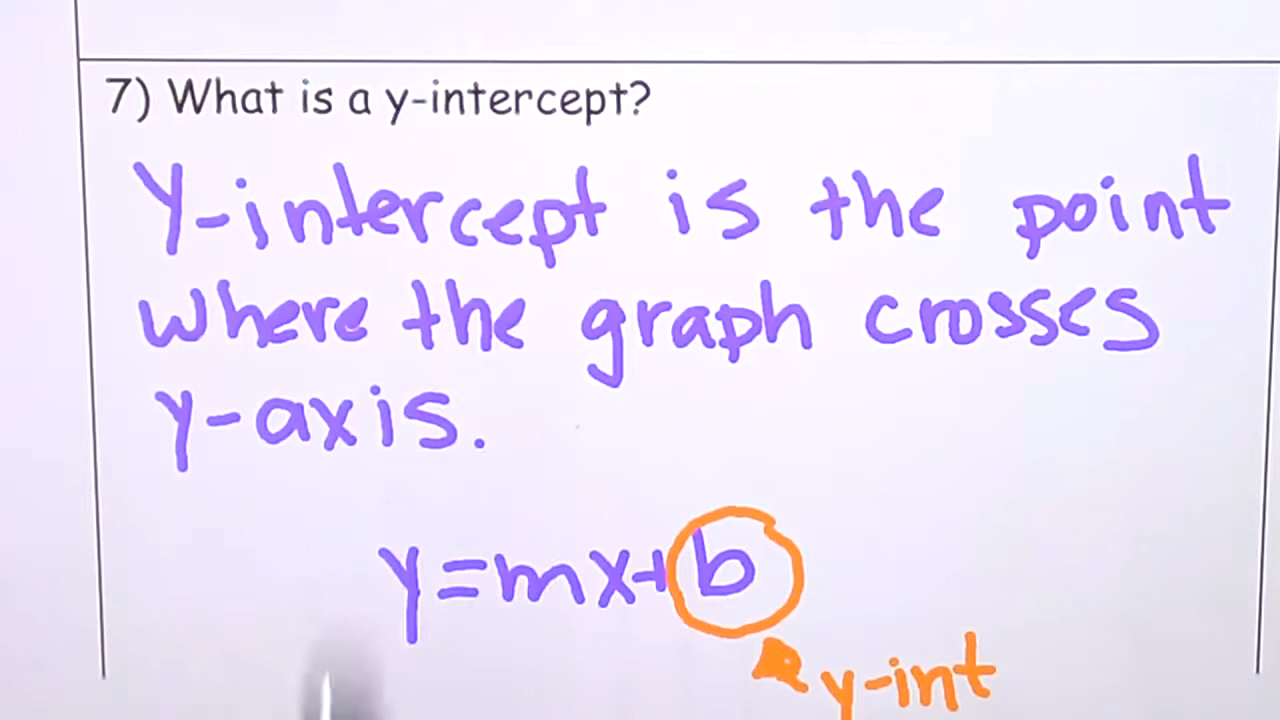 7) What is a y-intercept?
Y-intercept is the point
where the graph crosses
y-axis.
y=mx+b
y-int